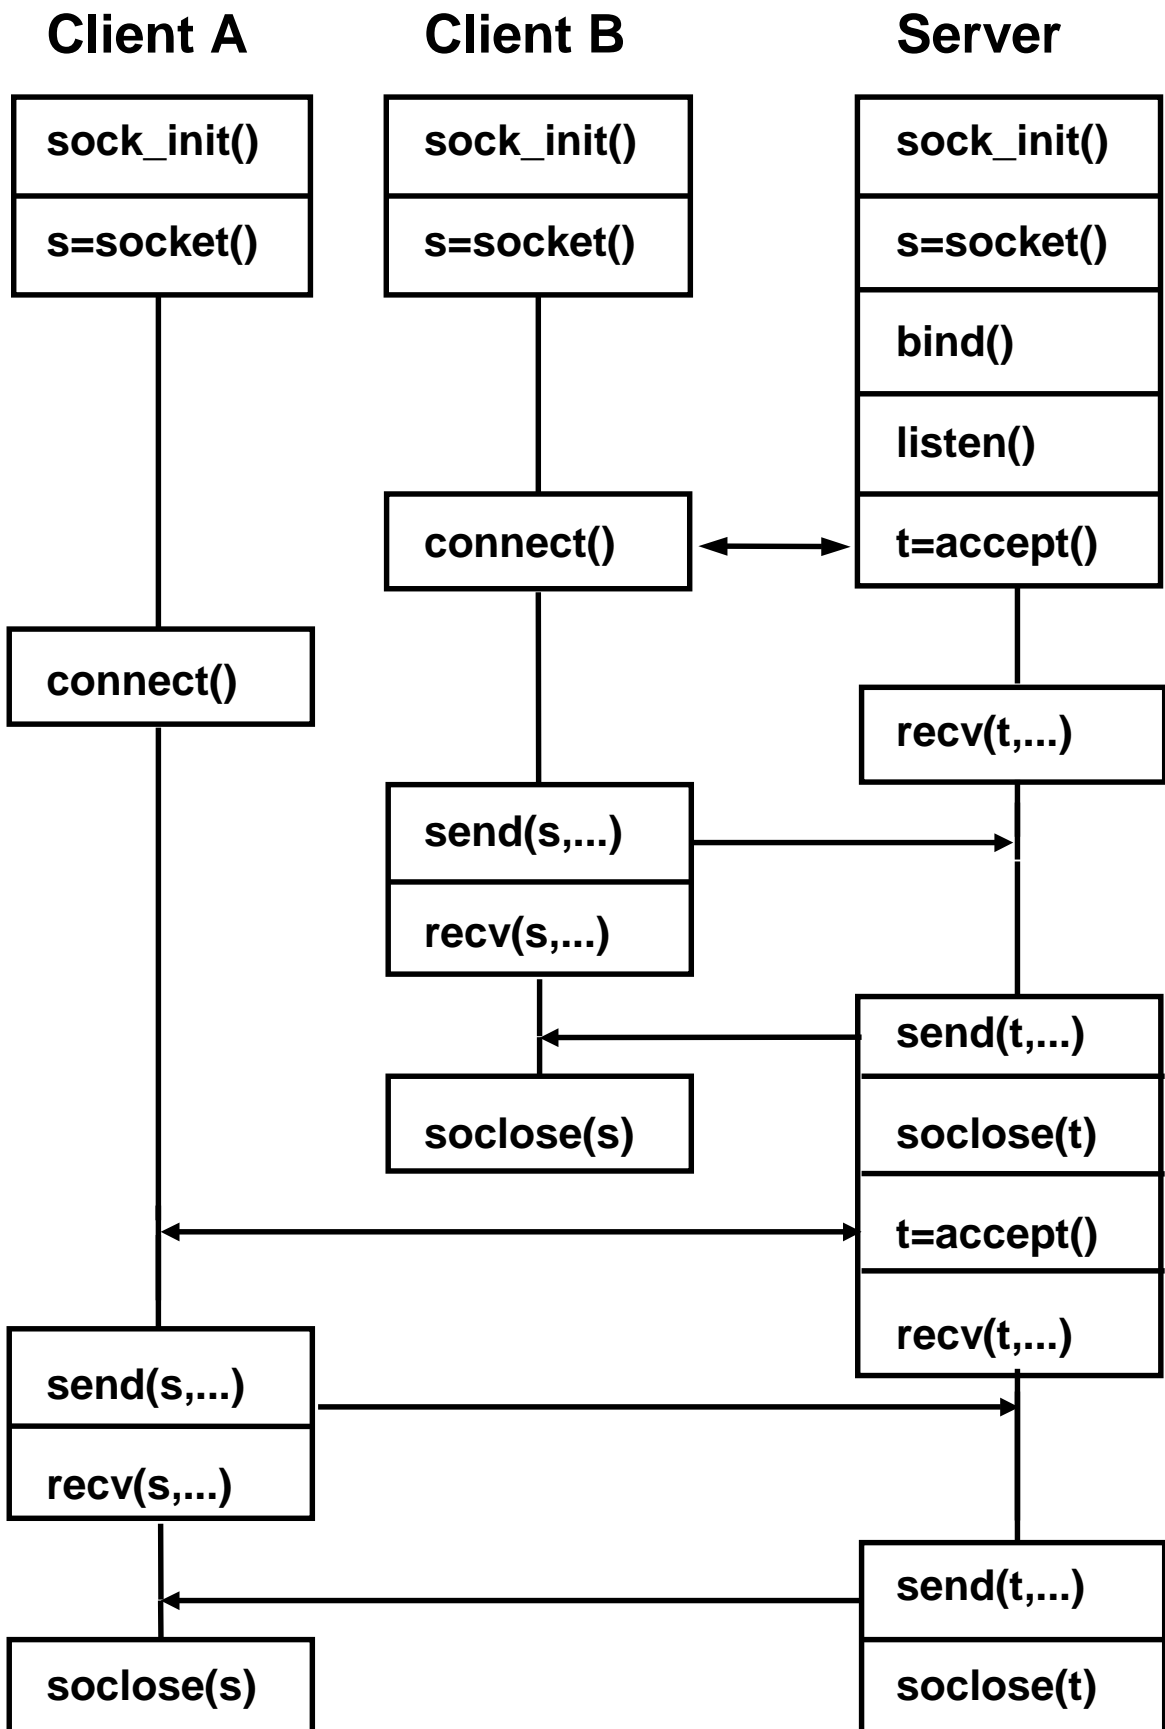 Client A
Client B
Server
sock_init()
sock_init()
sock_init()
s=socket()
s=socket()
s=socket()
bind()
listen()
connect()
t=accept()
connect()
recv(t,...)
send(s,...)
recv(s,...)
send(t,...)
soclose(s)
soclose(t)
t=accept()
recv(t,...)
send(s,...)
recv(s,...)
send(t,...)
soclose(s)
soclose(t)